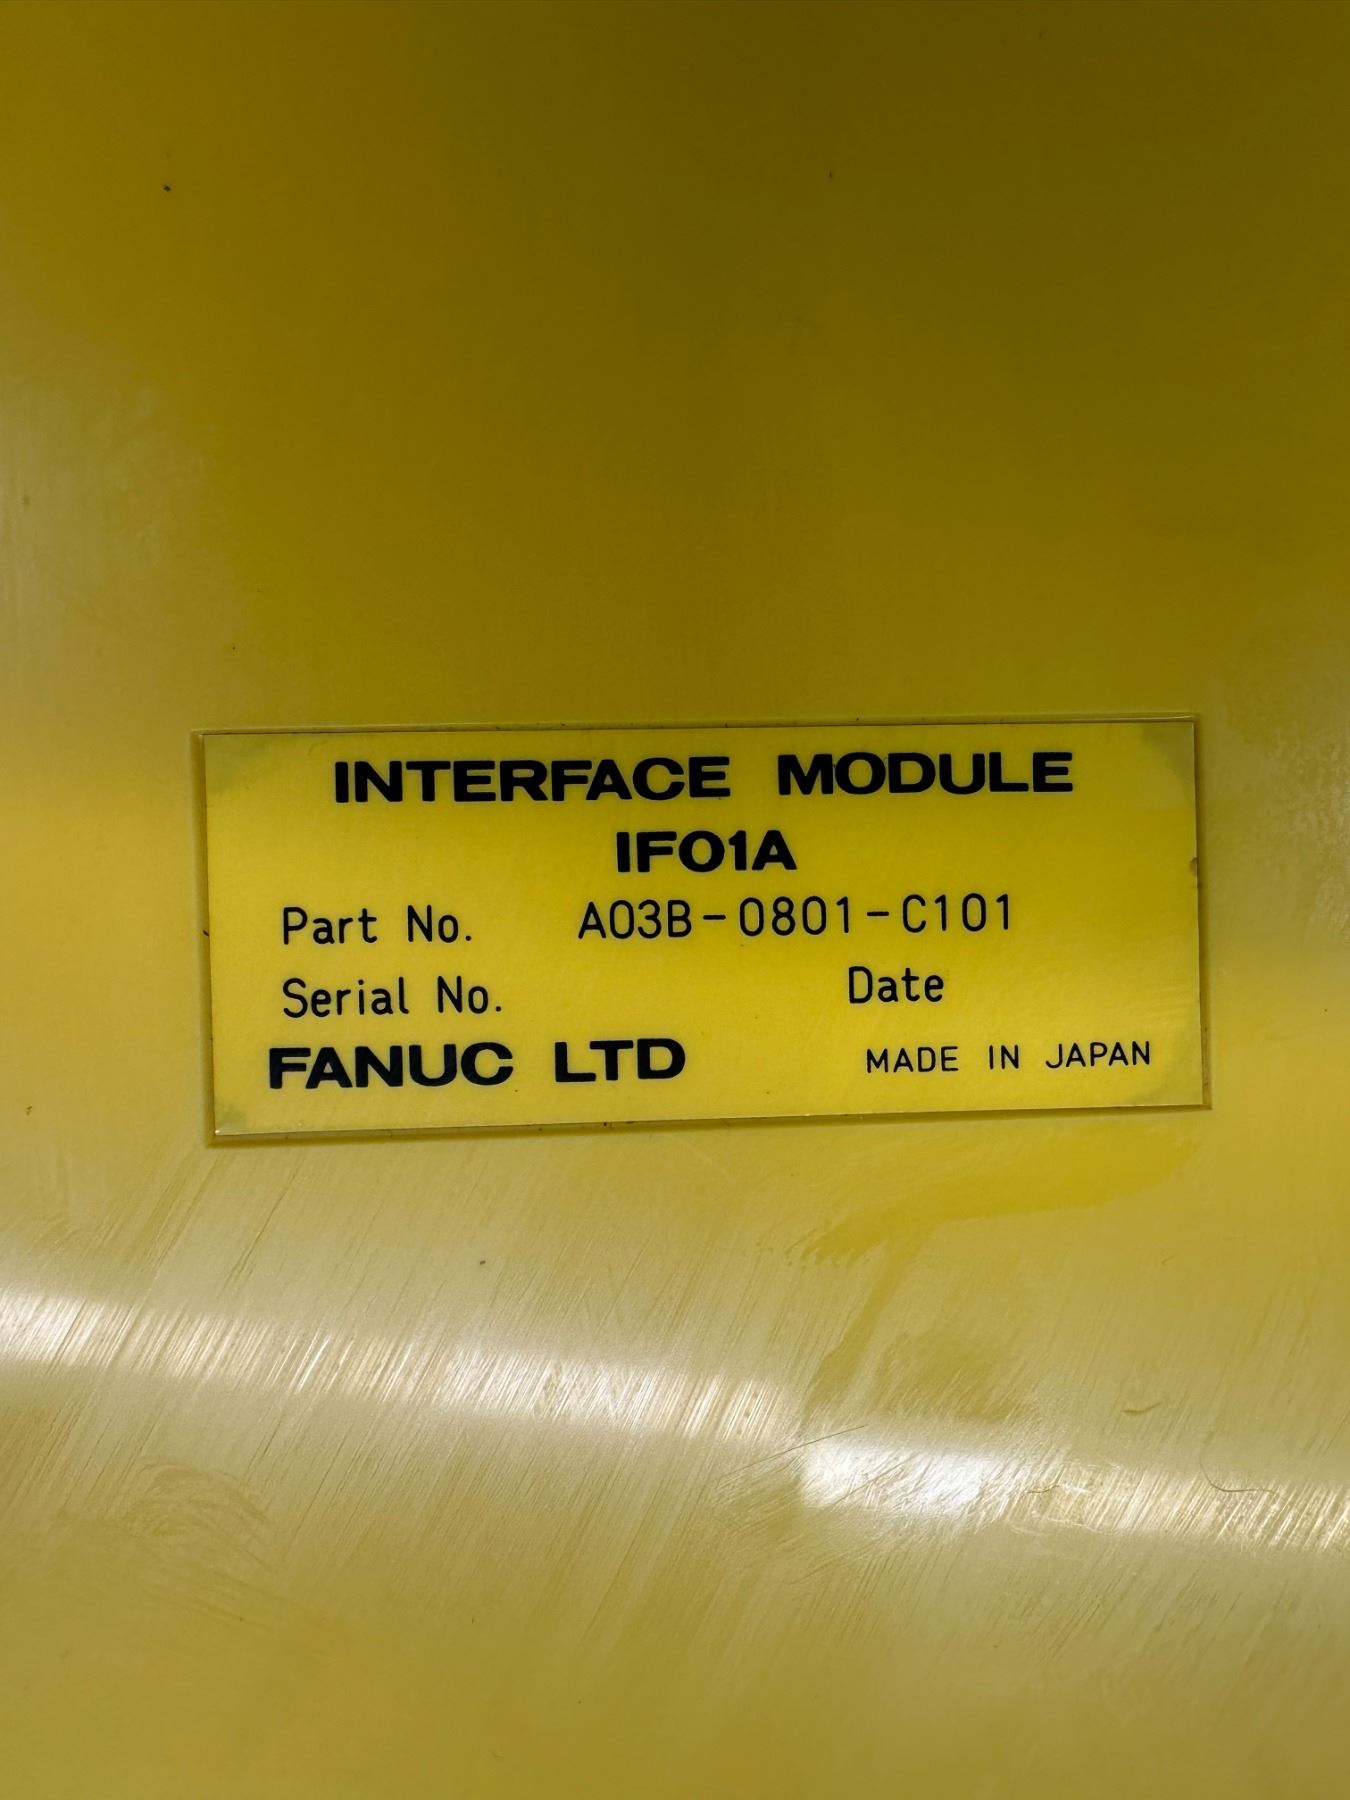 INTERFACE MODULE
IF01A
Part No. A03B-0801-C101
Serial No. Date
FANUC LTD MADE IN JAPAN